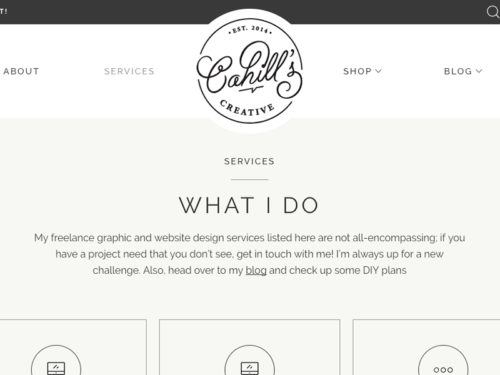 T!
ABOUT
SERVICES
• EST. 2014 •
Cahill's
CREATIVE
SHOP
BLOG
SERVICES
WHAT I DO
My freelance graphic and website design services listed here are not all-encompassing; if you
have a project need that you don't see, get in touch with me! I'm always up for a new
challenge. Also, head over to my blog and check up some DIY plans